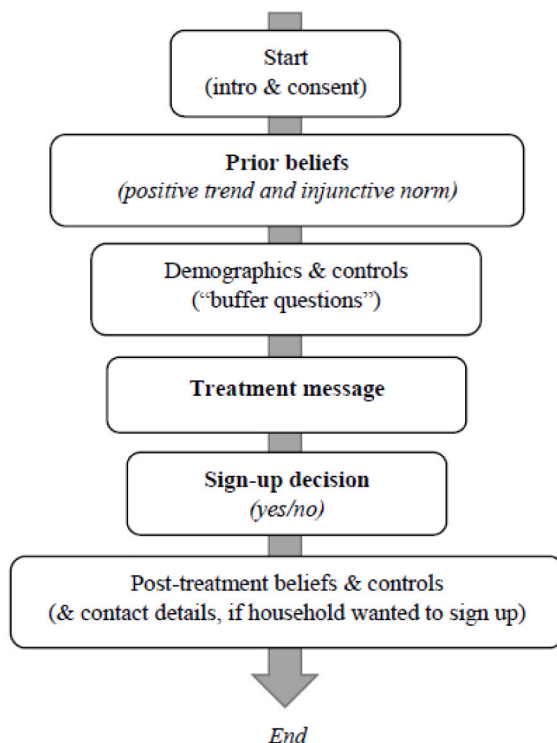 Start
(intro & consent)
Prior beliefs
(positive trend and injunctive norm)
Demographics & controls
(“buffer questions”)
Treatment message
Sign-up decision
(yes/no)
Post-treatment beliefs & controls
(& contact details, if household wanted to sign up)
End